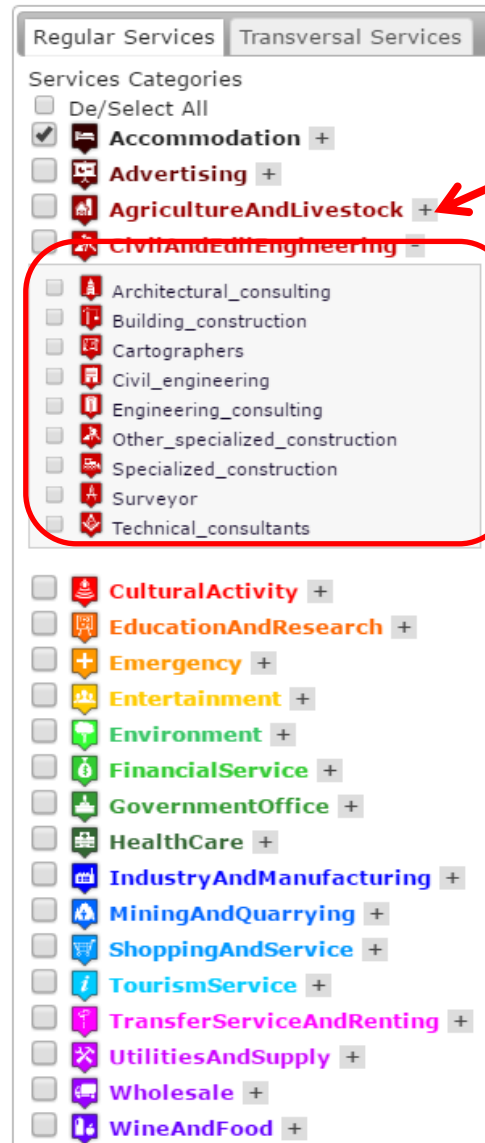 Regular Services Transversal Services
Services Categories
De/Select All
Accommodation +
Advertising +
AgricultureAndLivestock +
CivilAndEdilEngineering -
Architectural_consulting
Building_construction
Cartographers
Civil_engineering
Engineering_consulting
Other_specialized_construction
Specialized_construction
Surveyor
Technical_consultants
CulturalActivity +
EducationAndResearch +
Emergency +
Entertainment +
Environment +
FinancialService +
GovernmentOffice +
HealthCare +
IndustryAndManufacturing +
MiningAndQuarrying +
ShoppingAndService +
TourismService +
TransferServiceAndRenting +
UtilitiesAndSupply +
Wholesale +
WineAndFood +